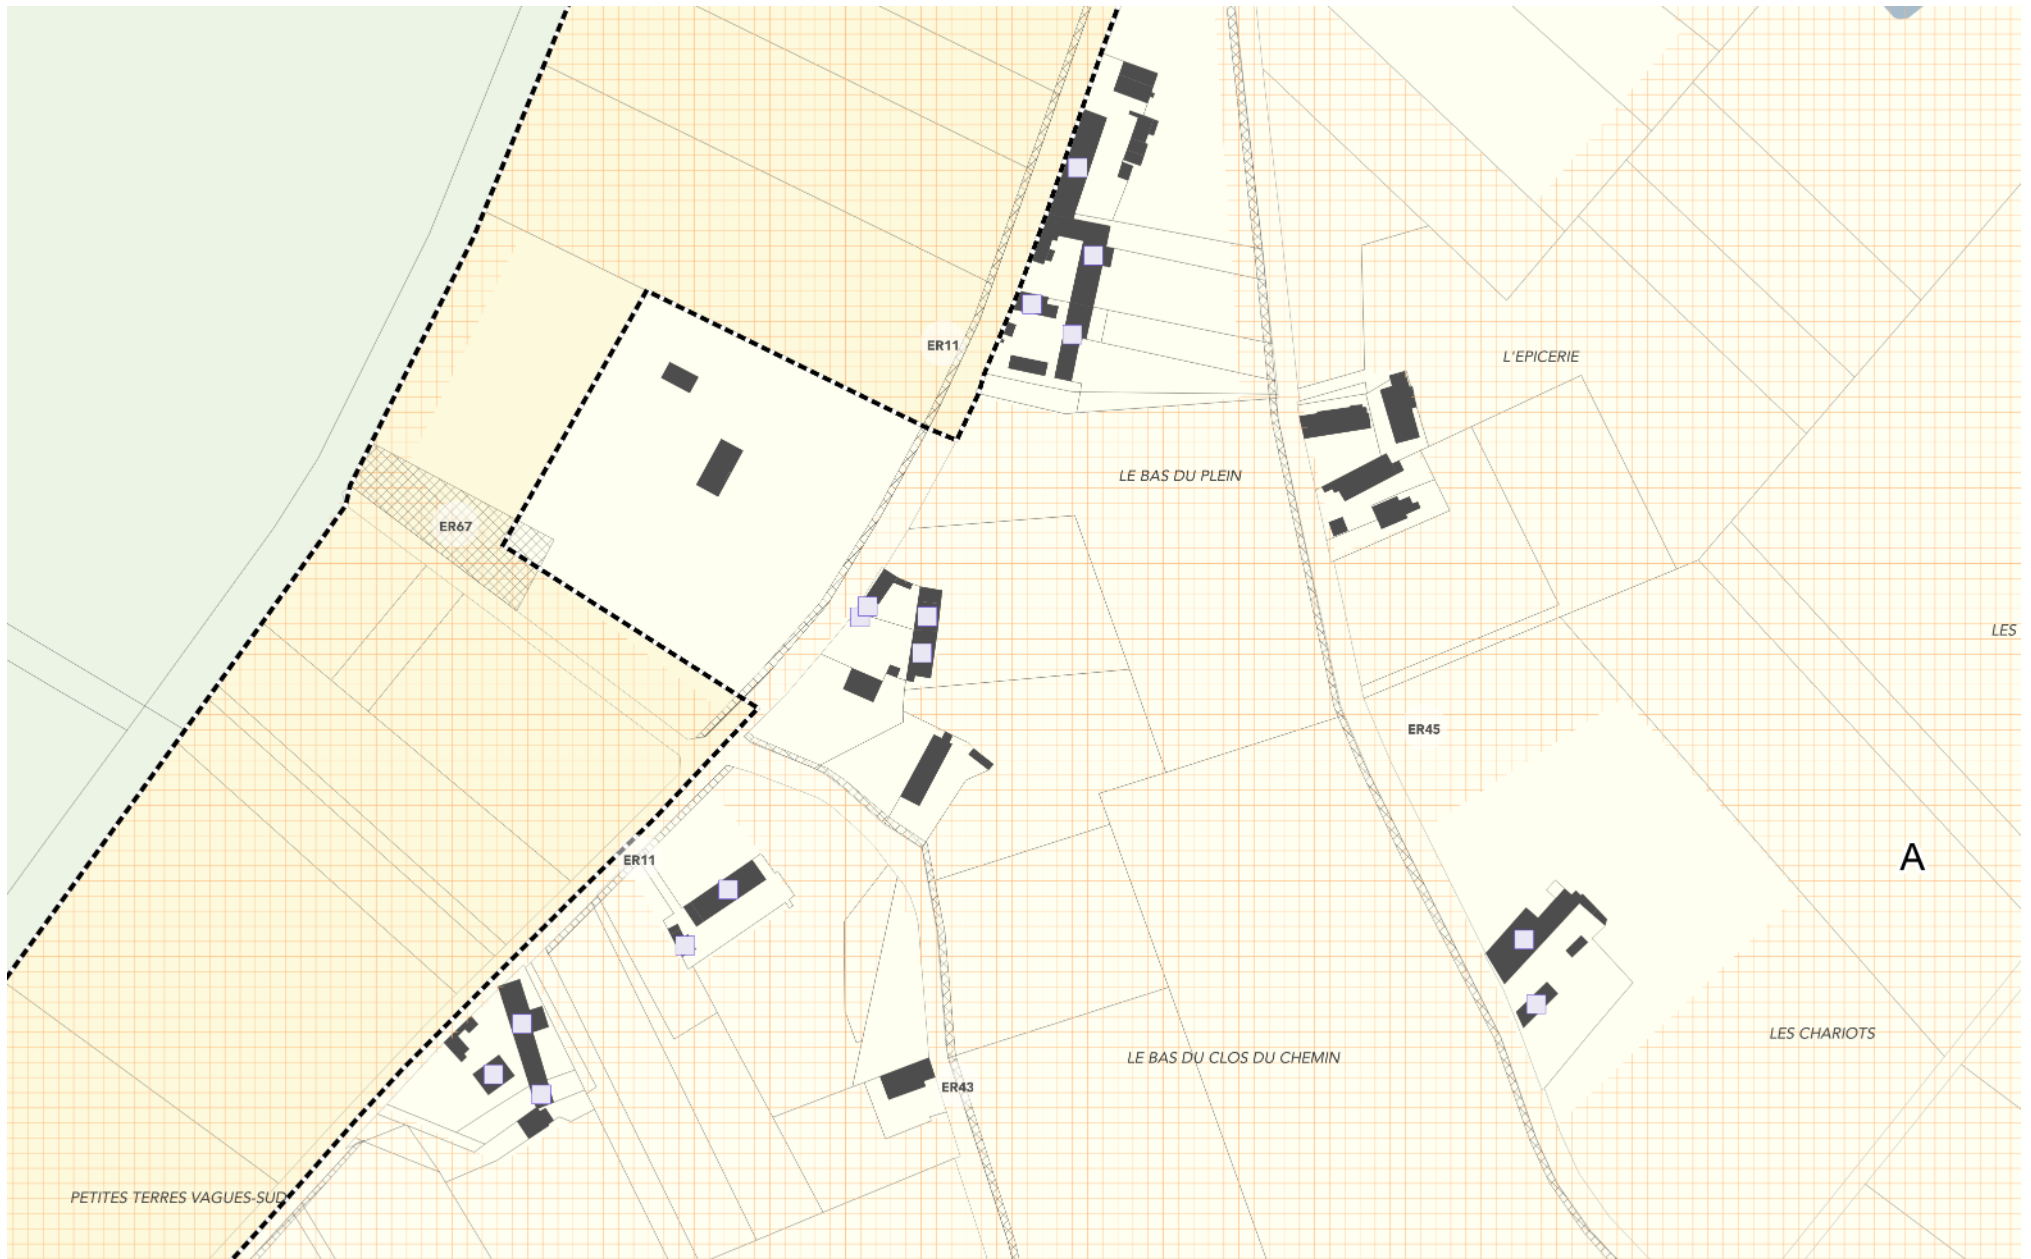 ER11
L'EPICERIE
LE BAS DU PLEIN
ER67
LES
ER45
ER11
A
LES CHARIOTS
LE BAS DU CLOS DU CHEMIN
ER43
PETITES TERRES VAGUES-SUD